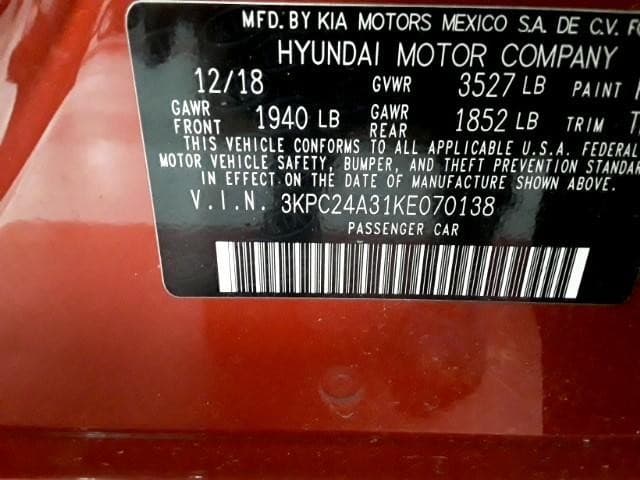 MFD. BY KIA MOTORS MEXICO S.A. DE C.V.
HYUNDAI MOTOR COMPANY
12/18 GVWR 3527 LB PAINT
GAWR FRONT 1940 LB GAWR REAR 1852 LB TRIM
THIS VEHICLE CONFORMS TO ALL APPLICABLE U.S.A. FEDERAL
MOTOR VEHICLE SAFETY, BUMPER, AND THEFT PREVENTION
IN EFFECT ON THE DATE OF MANUFACTURE SHOWN ABOVE.
V.I.N. 3KPC24A31KE070138
PASSENGER CAR